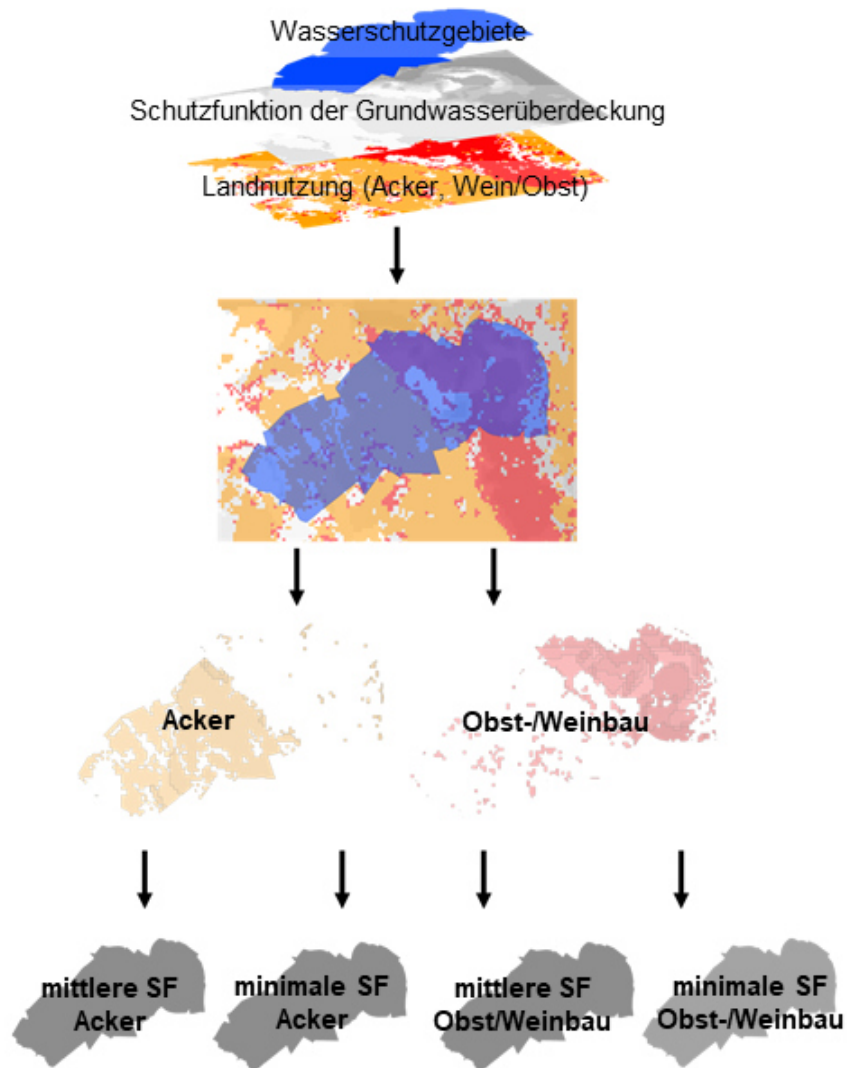 Wasserschutzgebiete
Schutzfunktion der Grundwasserüberdeckung
Landnutzung (Acker, Wein/Obst)
Acker
Obst-/Weinbau
mittlere SF
Acker
minimale SF
Acker
mittlere SF
Obst/Weinbau
minimale SF
Obst-/Weinbau